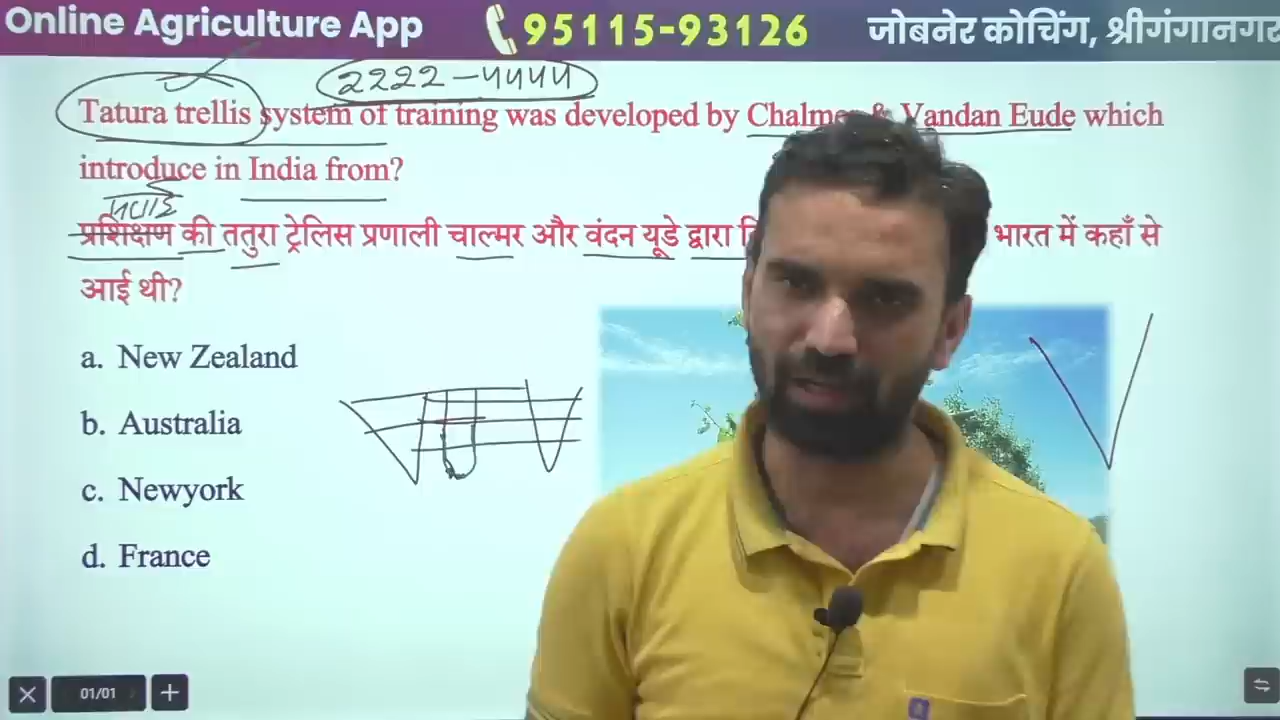 Online Agriculture App 95115-93126 जोबनेर कोचिंग, श्रीगंगानगर
2222 – 4444
Tatura trellis system of training was developed by Chalmer & Vandan Eude which
introduce in India from?
प्रशिक्षण की ततुरा ट्रेलिस प्रणाली चाल्मर और वंदन यूडे द्वारा भारत में कहाँ से
आई थी?
a. New Zealand
b. Australia
c. Newyork
d. France
01/01